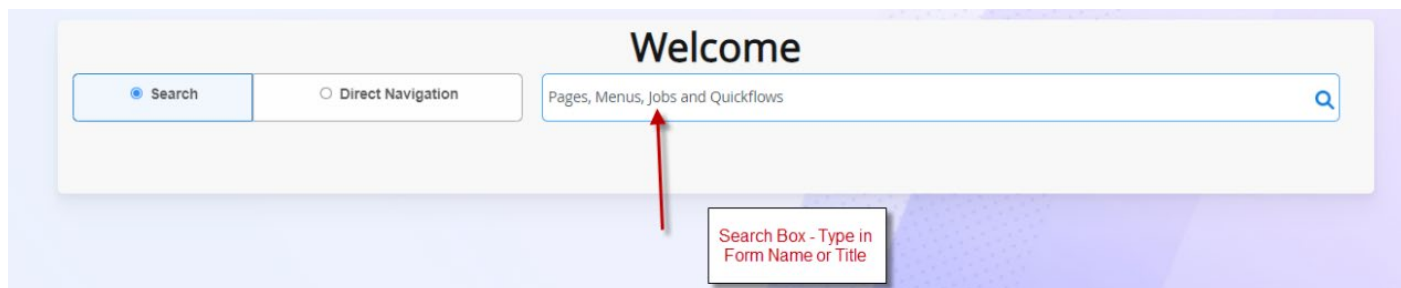 Welcome
Search
Direct Navigation
Pages, Menus, Jobs and Quickflows
Search Box - Type in
Form Name or Title